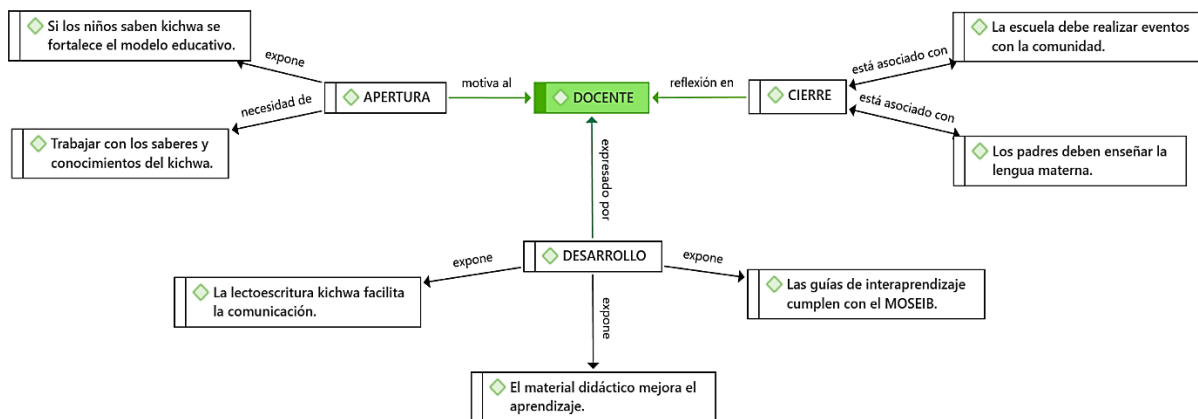 Si los niños saben kichwa se
fortalece el modelo educativo.
expone
APERTURA
necesidad de
Trabajar con los saberes y
conocimientos del kichwa.
motiva al
DOCENTE
reflexión en
CIERRE
está asociado con
La escuela debe realizar eventos
con la comunidad.
está asociado con
Los padres deben enseñar la
lengua materna.
expresado por
DESARROLLO
expone
La lectoescritura kichwa facilita
la comunicación.
expone
El material didáctico mejora el
aprendizaje.
expone
Las guías de interaprendizaje
cumplen con el MOSEIB.